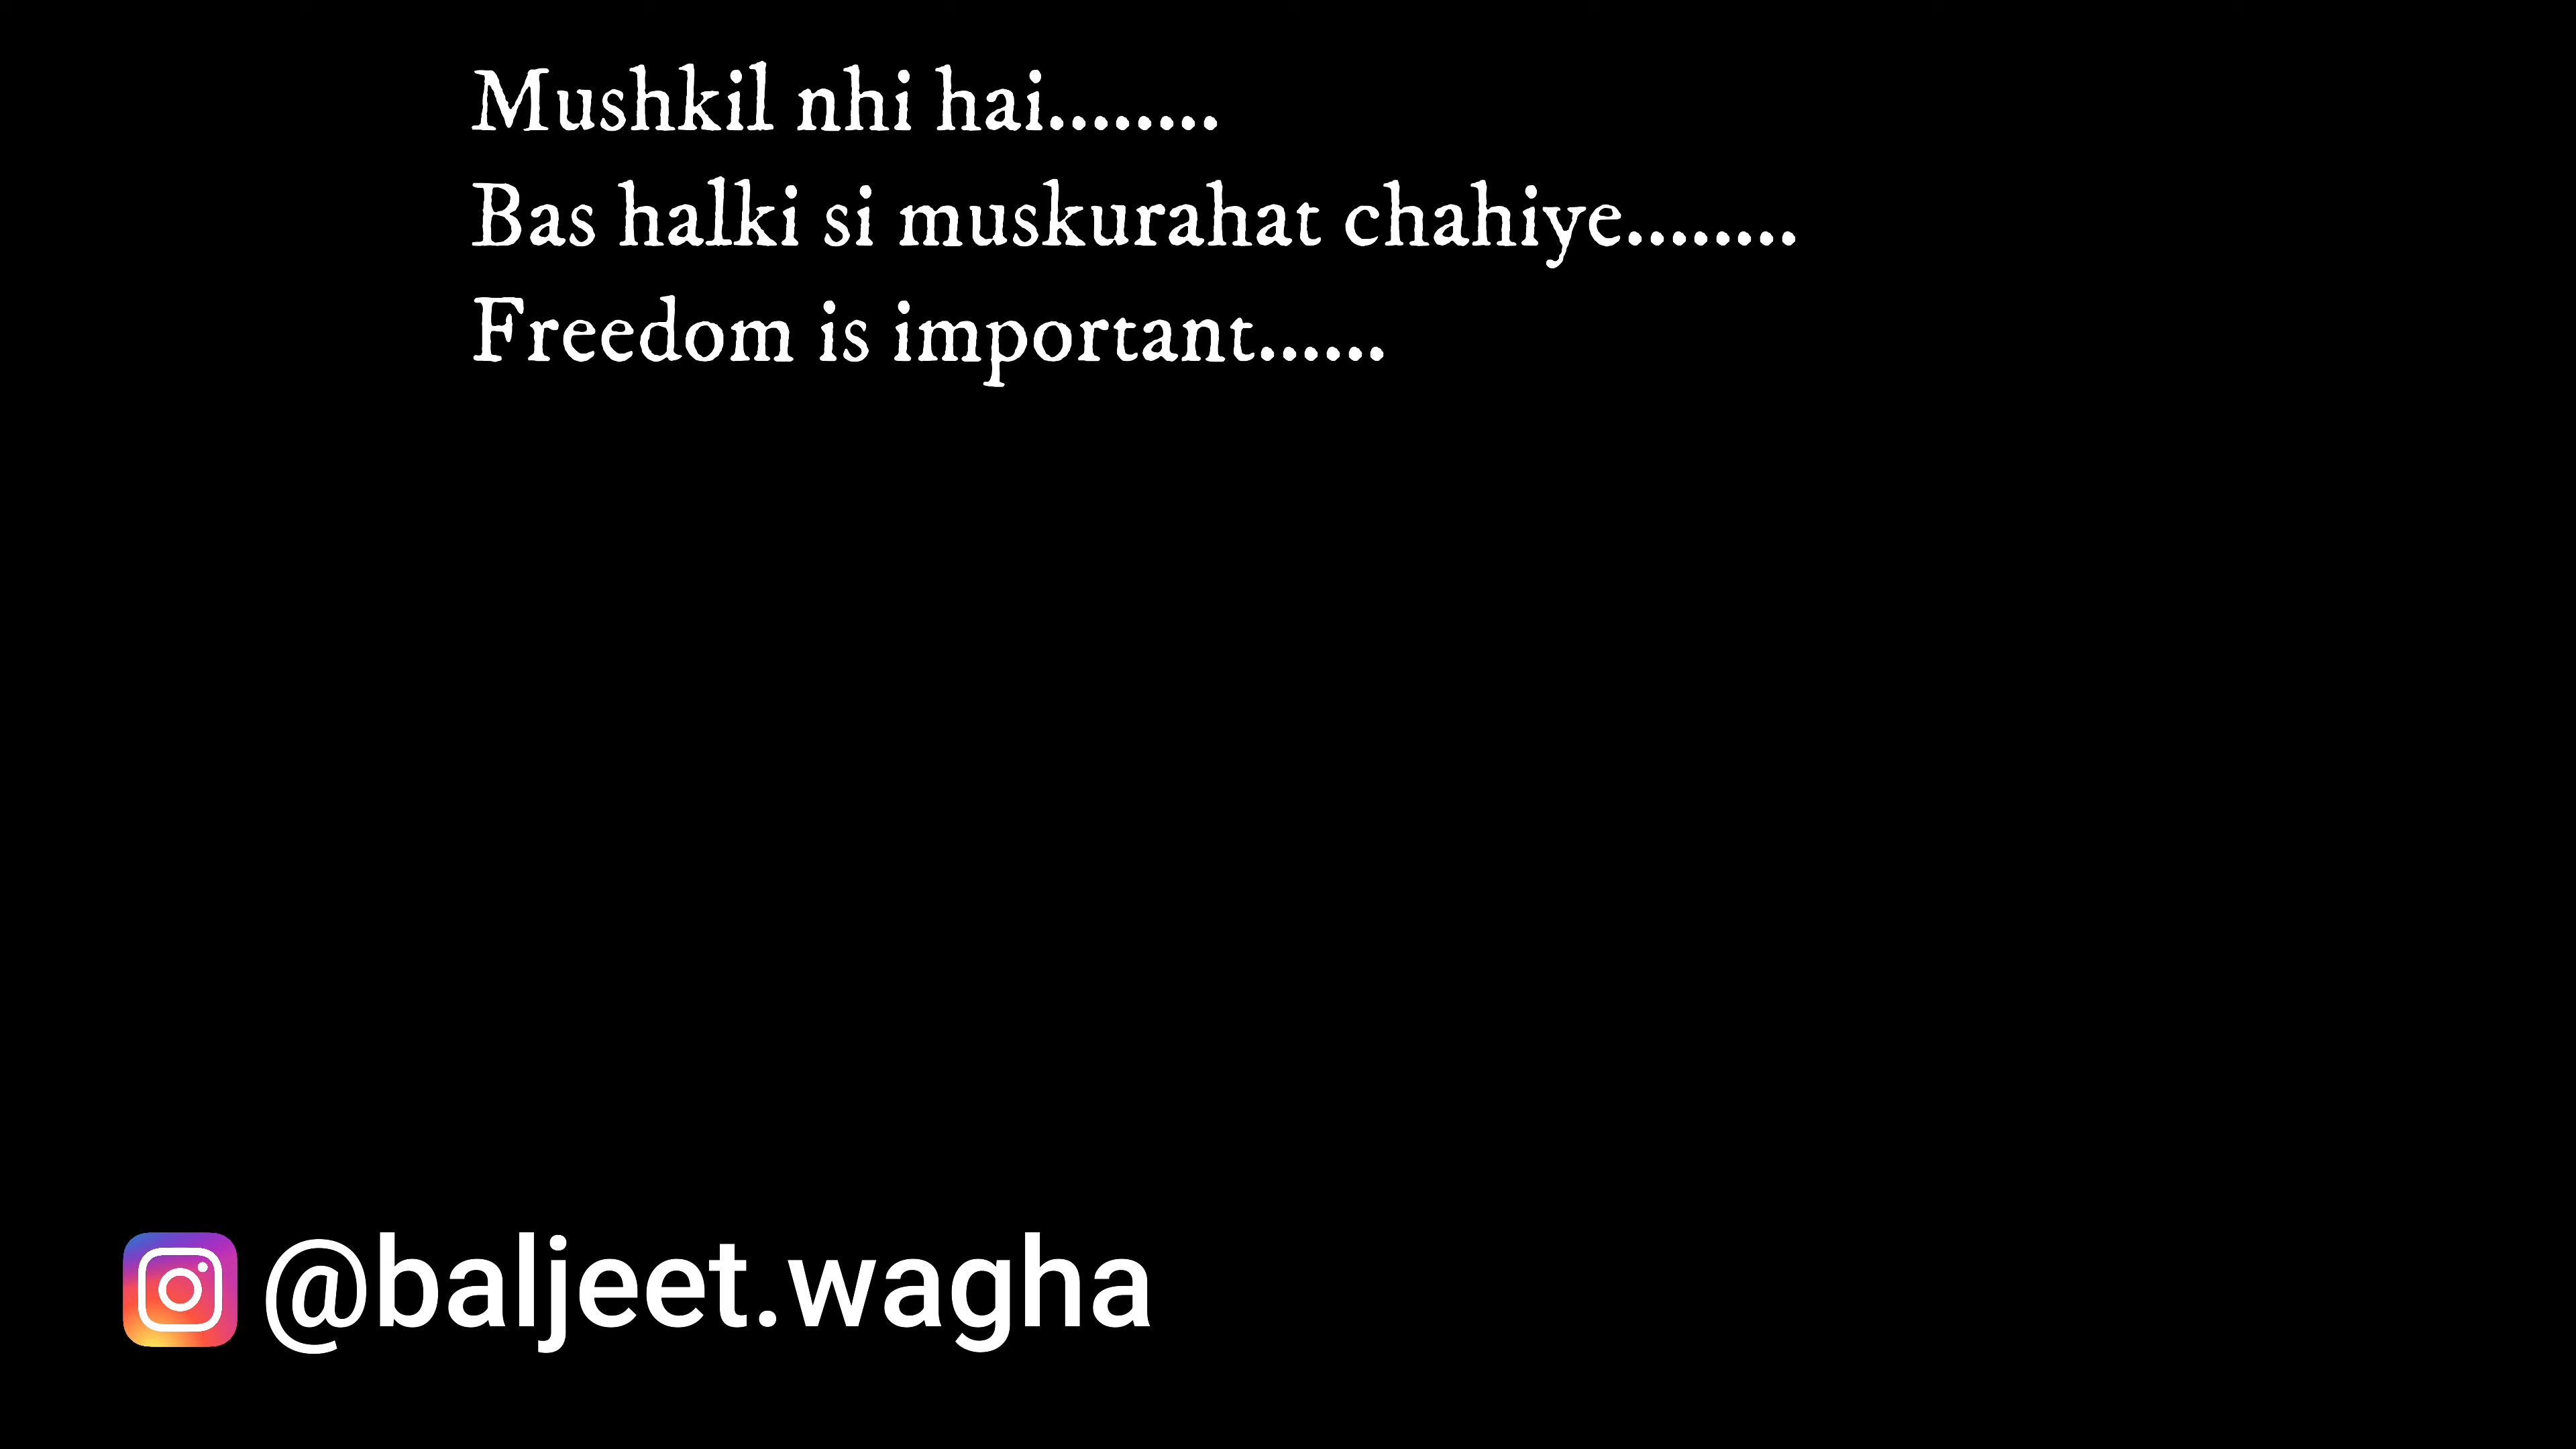 Mushkil nhi hai........
Bas halki si muskurahat chahiye........
Freedom is important......
@baljeet.wagha